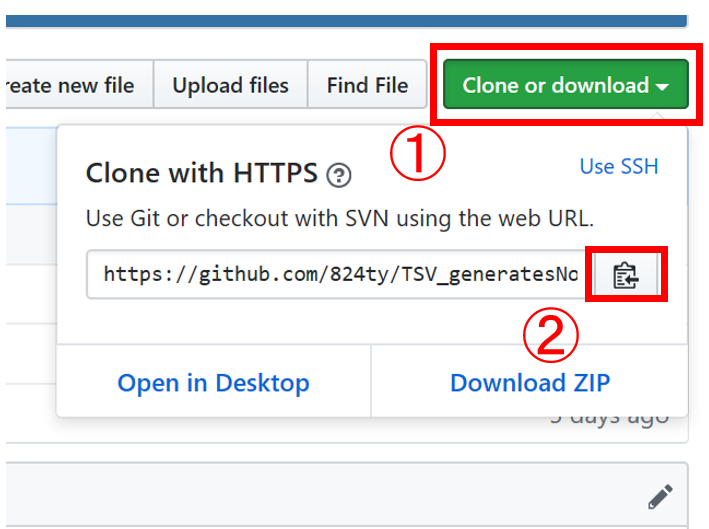 reate new file Upload files Find File Clone or download
①
Clone with HTTPS ? Use SSH
Use Git or checkout with SVN using the web URL.
https://github.com/824ty/TSV_generatesNo
②
Open in Desktop Download ZIP
days ago